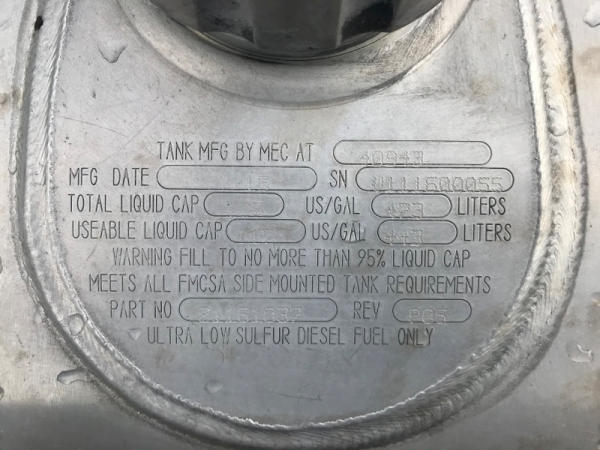 TANK MFG BY MEC AT 40943
MFG DATE SN
TOTAL LIQUID CAP US/GAL LITERS
USEABLE LIQUID CAP US/GAL LITERS
WARNING FILL TO NO MORE THAN 95% LIQUID CAP
MEETS ALL FMCSA SIDE MOUNTED TANK REQUIREMENTS
PART NO REV
ULTRA LOW SULFUR DIESEL FUEL ONLY